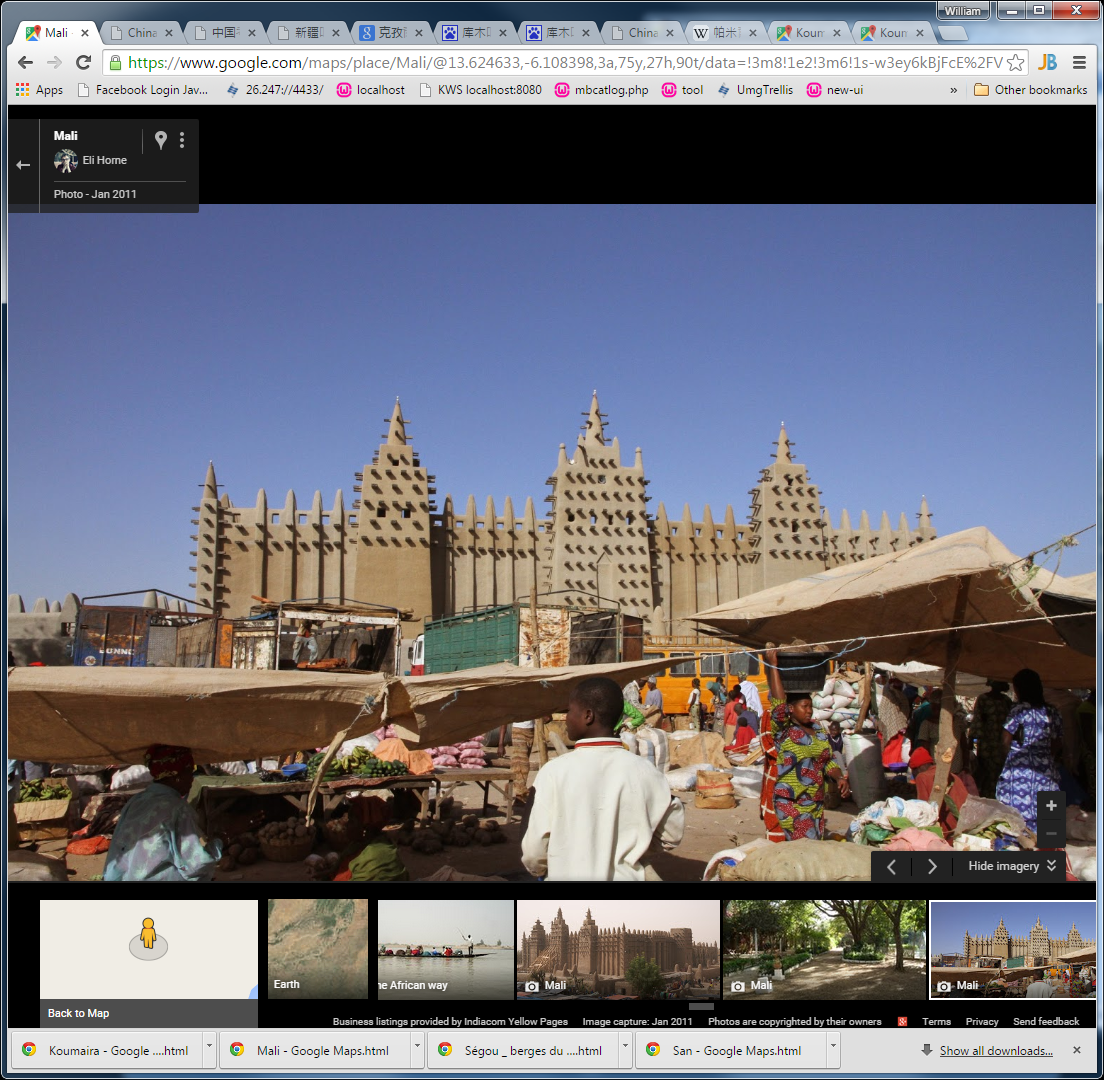 William
Mali
China
中国
新疆
克孜
库木
库木
China
帕米
Koum
Koum
https://www.google.com/maps/place/Mali/@13.624633,-6.108398,3a,75y,27h,90t/data=!3m8!1e2!3m6!1s-w3ey6kBjFcE%2FV
JB
Apps
Facebook Login Jav...
26.247://4433/
localhost
KWS localhost:8080
mbcatlog.php
tool
UmgTrellis
new-ui
»
Other bookmarks
Mali
Eli Horne
Photo - Jan 2011
Hide imagery
Earth
he African way
Mali
Mali
Mali
Back to Map
Business listings provided by Indiacom Yellow Pages
Image capture: Jan 2011
Photos are copyrighted by their owners
Terms
Privacy
Send feedback
Koumaira - Google ....html
Mali - Google Maps.html
Ségou _ berges du ....html
San - Google Maps.html
Show all downloads...